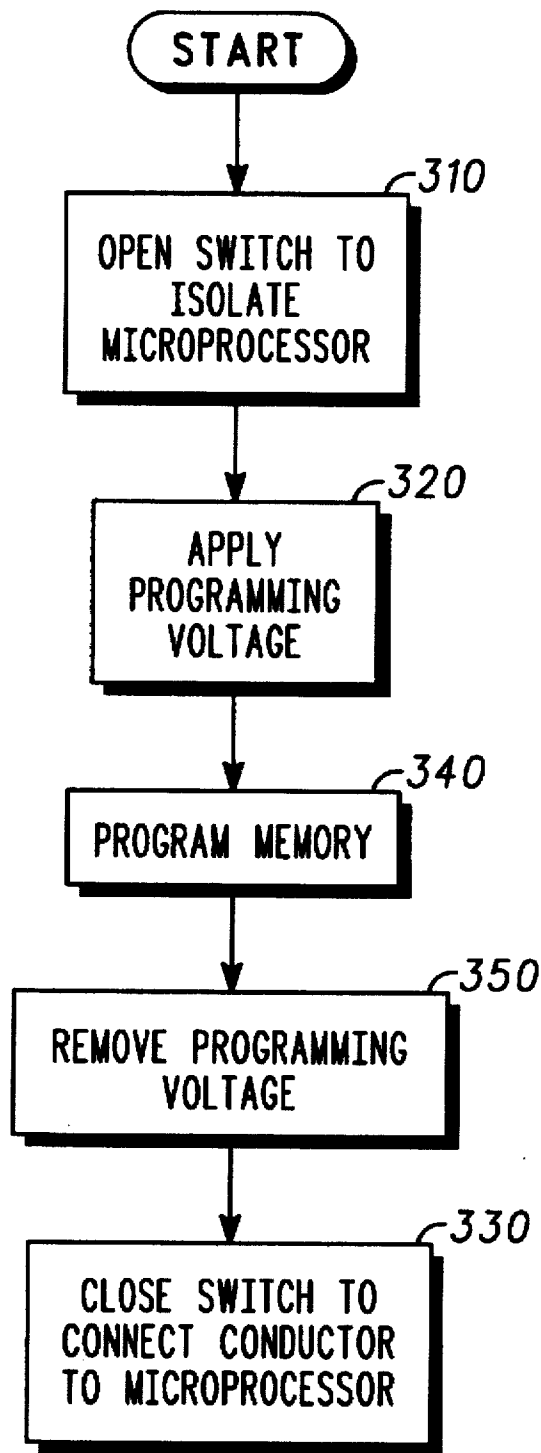 START
310
OPEN SWITCH TO
ISOLATE
MICROPROCESSOR
320
APPLY
PROGRAMMING
VOLTAGE
340
PROGRAM MEMORY
350
REMOVE PROGRAMMING
VOLTAGE
330
CLOSE SWITCH TO
CONNECT CONDUCTOR
TO MICROPROCESSOR